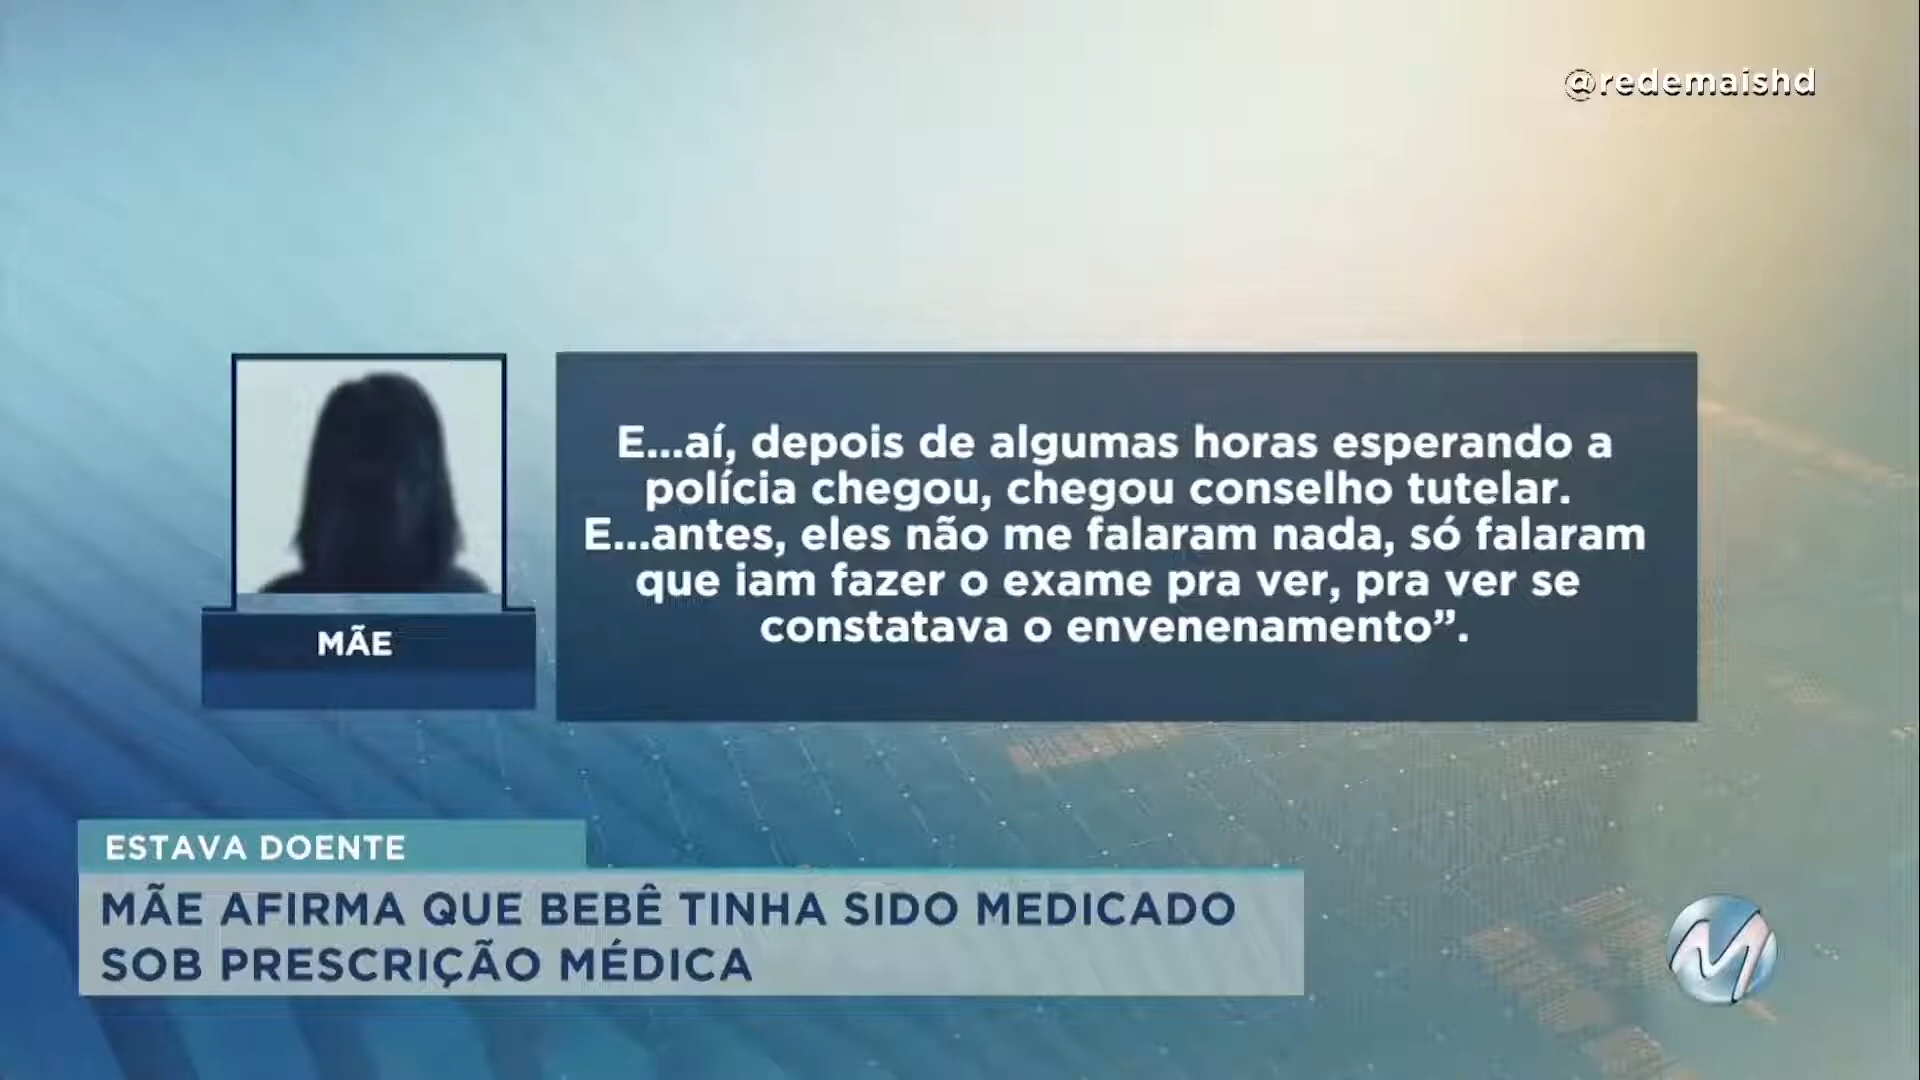 @redemaishd
E...aí, depois de algumas horas esperando a
polícia chegou, chegou conselho tutelar.
E...antes, eles não me falaram nada, só falaram
que iam fazer o exame pra ver, pra ver se
constatava o envenenamento”.
MÃE
ESTAVA DOENTE
MÃE AFIRMA QUE BEBÊ TINHA SIDO MEDICADO
SOB PRESCRIÇÃO MÉDICA
M